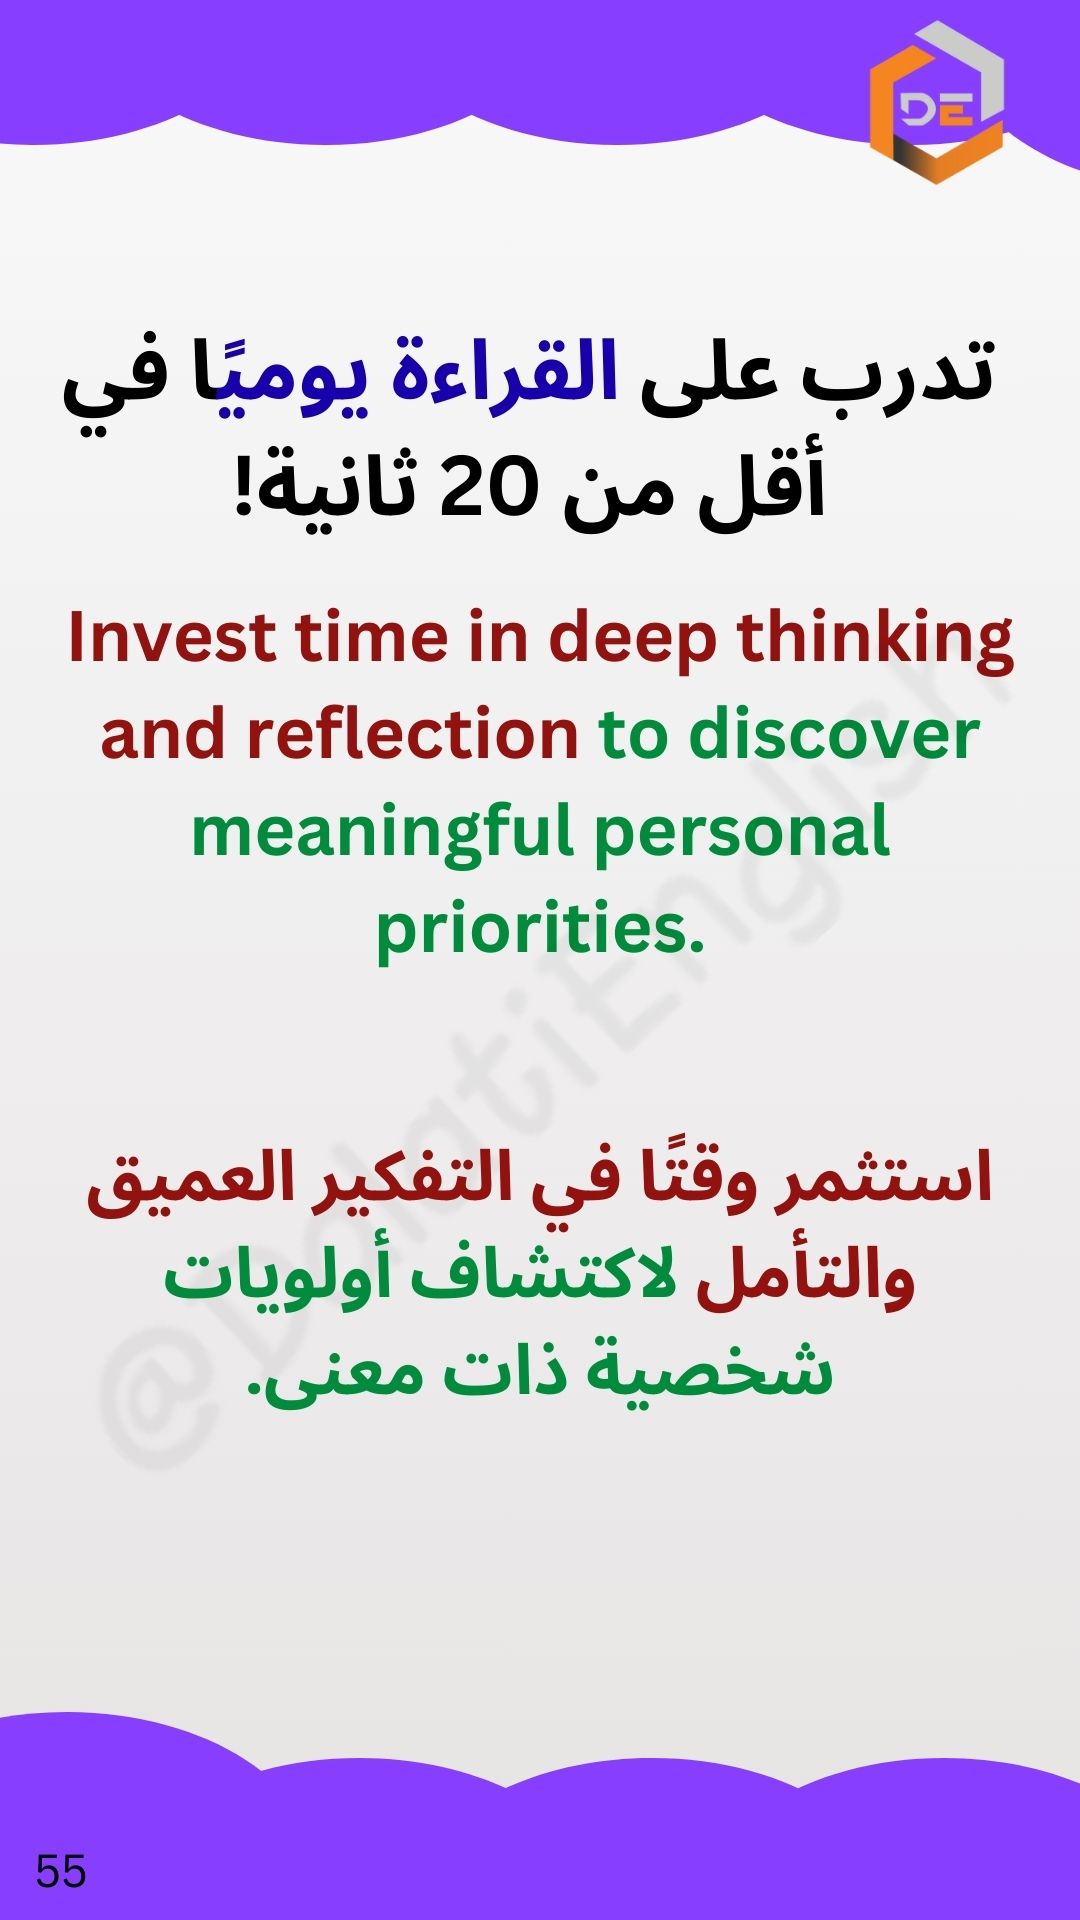 DE
تدرب على القراءة يوميًا في
أقل من 20 ثانية!
Invest time in deep thinking
and reflection to discover
meaningful personal
priorities.
@DalatiEnglish
استثمر وقتًا في التفكير العميق
والتأمل لاكتشاف أولويات
شخصية ذات معنى.
55